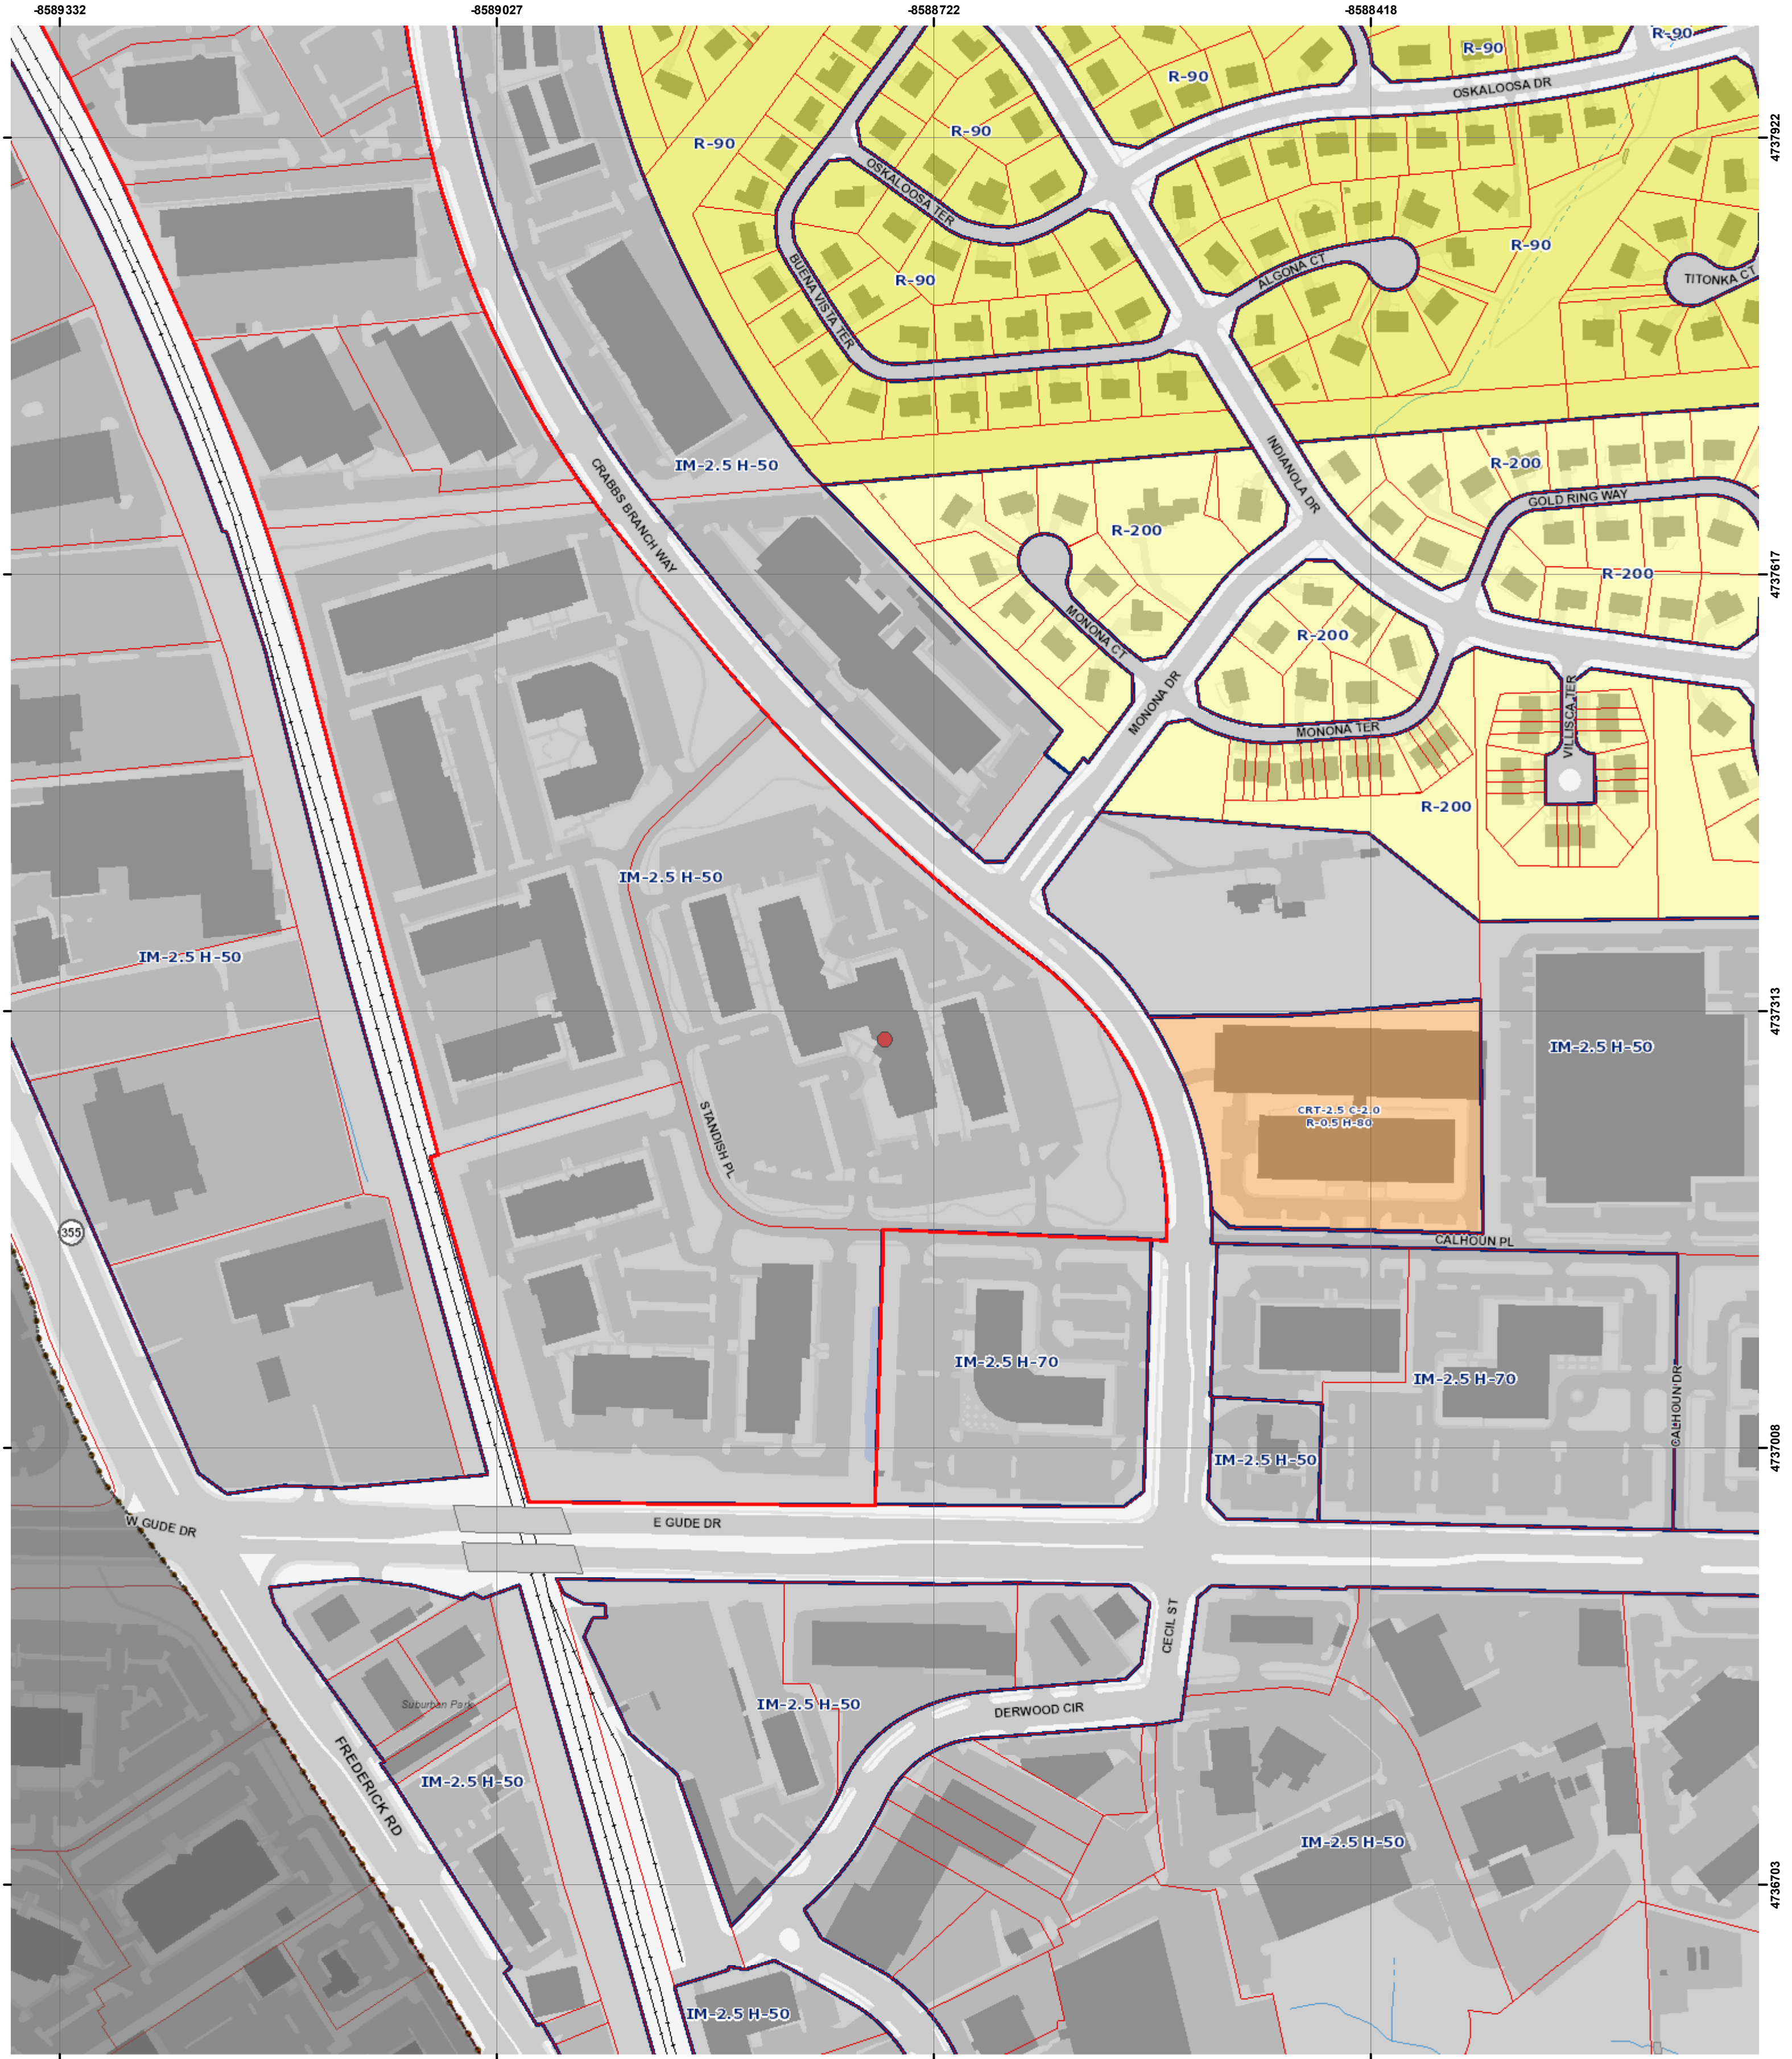 -8589332
-8589027
-8588722
-8588418
R-90
R-90
R-90
OSKALOOSA DR
R-90
R-90
4737922
OSKALOOSA TER
R-90
BUENA VISTA TER
ALGONA CT
TITONKA CT
R-90
IM-2.5 H-50
CRABBS BRANCH WAY
INDIANOLA DR
R-200
GOLD RING WAY
R-200
R-200
4737617
MONONA CT
R-200
MONONA DR
MONONA TER
VILLISCA TER
R-200
IM-2.5 H-50
IM-2.5 H-50
4737313
IM-2.5 H-50
CRT-2.5 C-2.0
R-0.5 H-80
STANDISH PL
355
CALHOUN PL
IM-2.5 H-70
IM-2.5 H-70
CALHOUN DR
4737008
IM-2.5 H-50
W GUDE DR
E GUDE DR
CECIL ST
Suburban Park
IM-2.5 H-50
DERWOOD CIR
FREDERICK RD
IM-2.5 H-50
IM-2.5 H-50
4736703
IM-2.5 H-50